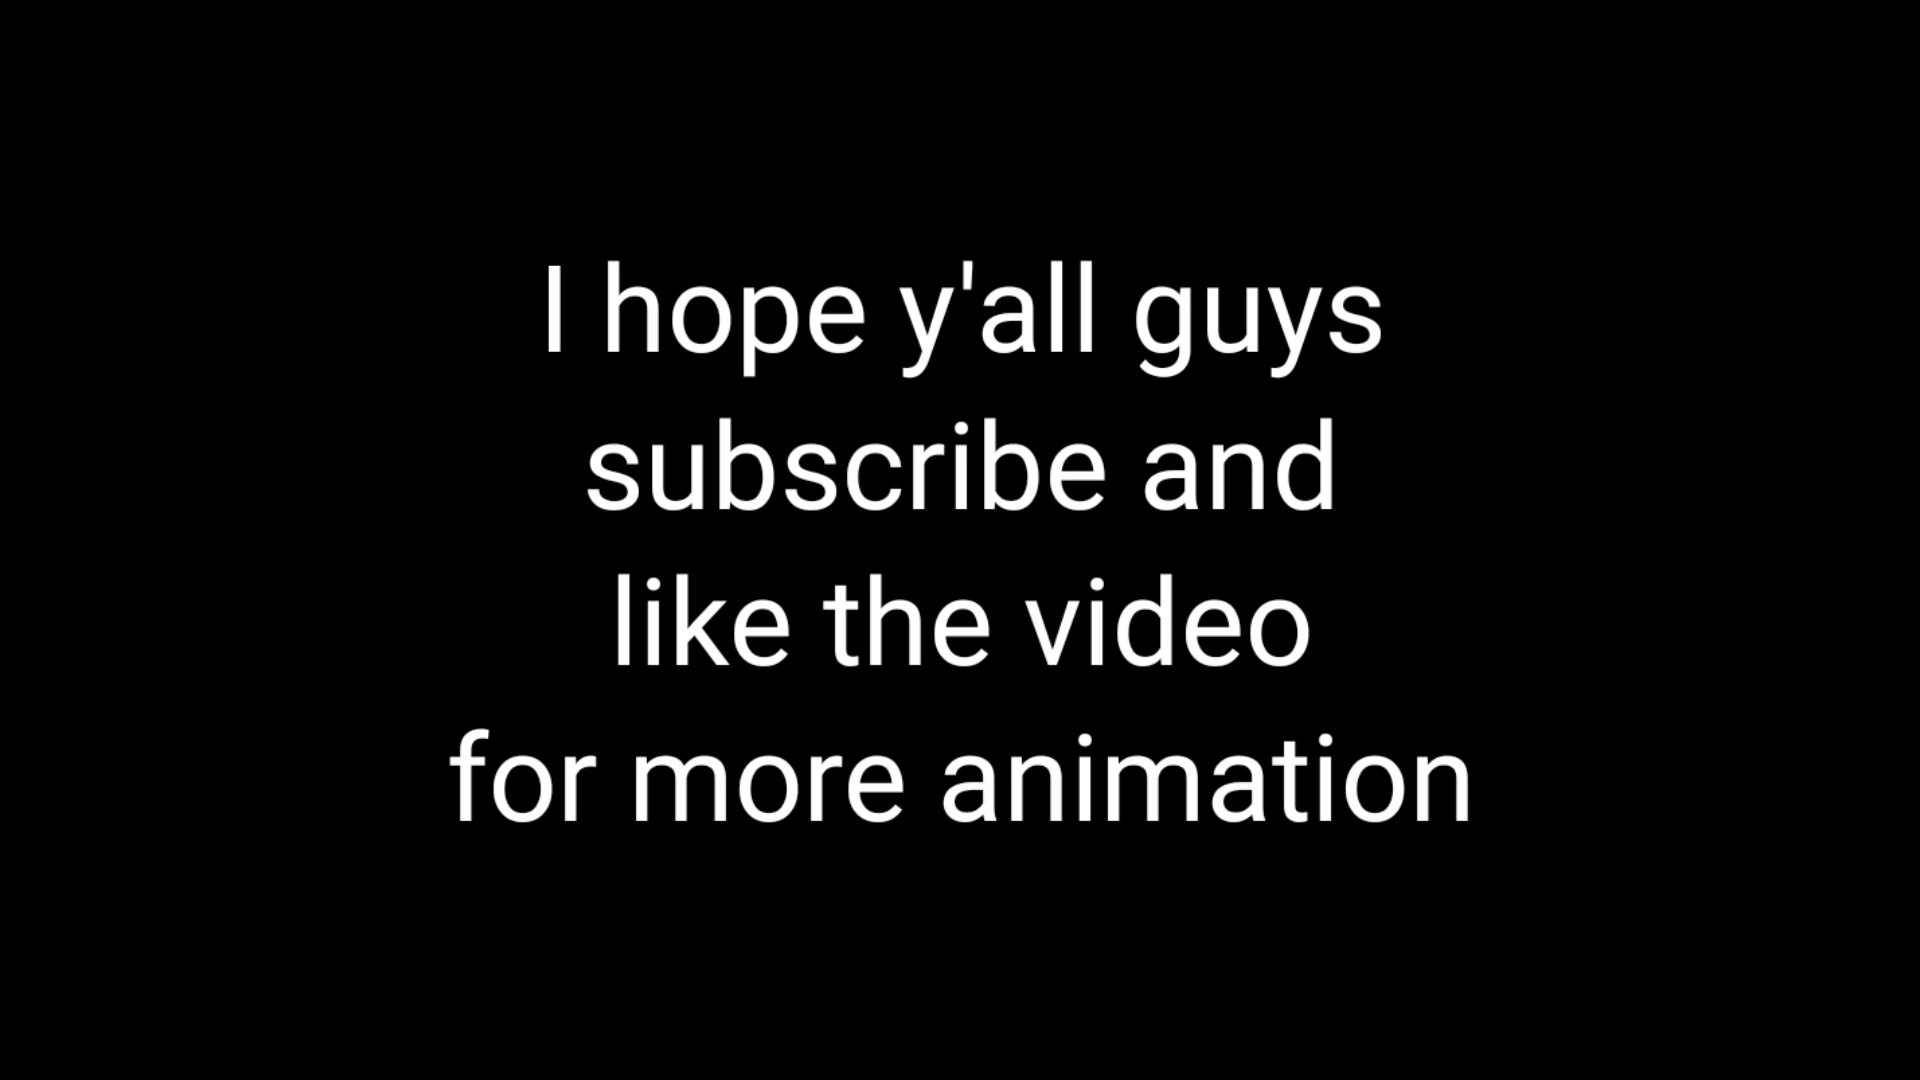 I hope y'all guys
subscribe and
like the video
for more animation